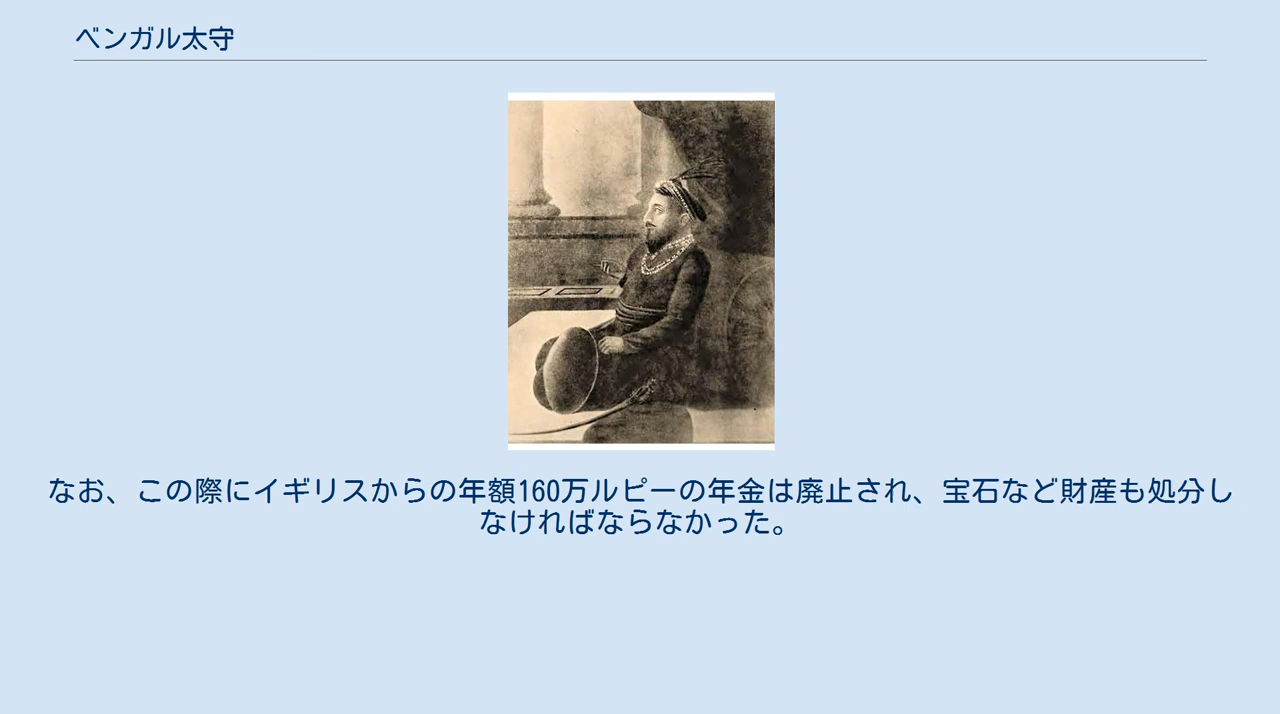 ベンガル太守
なお、この際にイギリスからの年額160万ルピーの年金は廃止され、宝石など財産も処分し
なければならなかった。